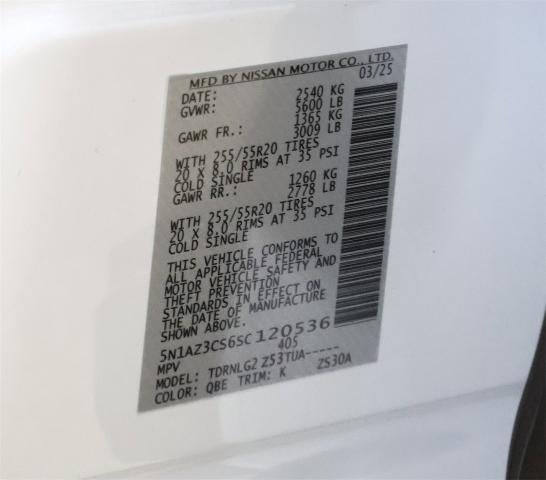 MFD BY NISSAN MOTOR CO., LTD.
DATE: 03/25
GVWR: 2540 KG
5600 LB
GAWR FR.: 1365 KG
3009 LB
WITH 255/55R20 TIRES
20 X 8.0 RIMS AT 35 PSI
COLD SINGLE
GAWR RR.: 1260 KG
2778 LB
WITH 255/55R20 TIRES
20 X 8.0 RIMS AT 35 PSI
COLD SINGLE
THIS VEHICLE CONFORMS TO
ALL APPLICABLE FEDERAL
MOTOR VEHICLE SAFETY AND
THEFT PREVENTION
STANDARDS IN EFFECT ON
THE DATE OF MANUFACTURE
SHOWN ABOVE.
5N1AZ3CS6SC120536
MPV 405
MODEL: TDRNLG2 Z53TUA-----
COLOR: QBE TRIM: K ZS30A